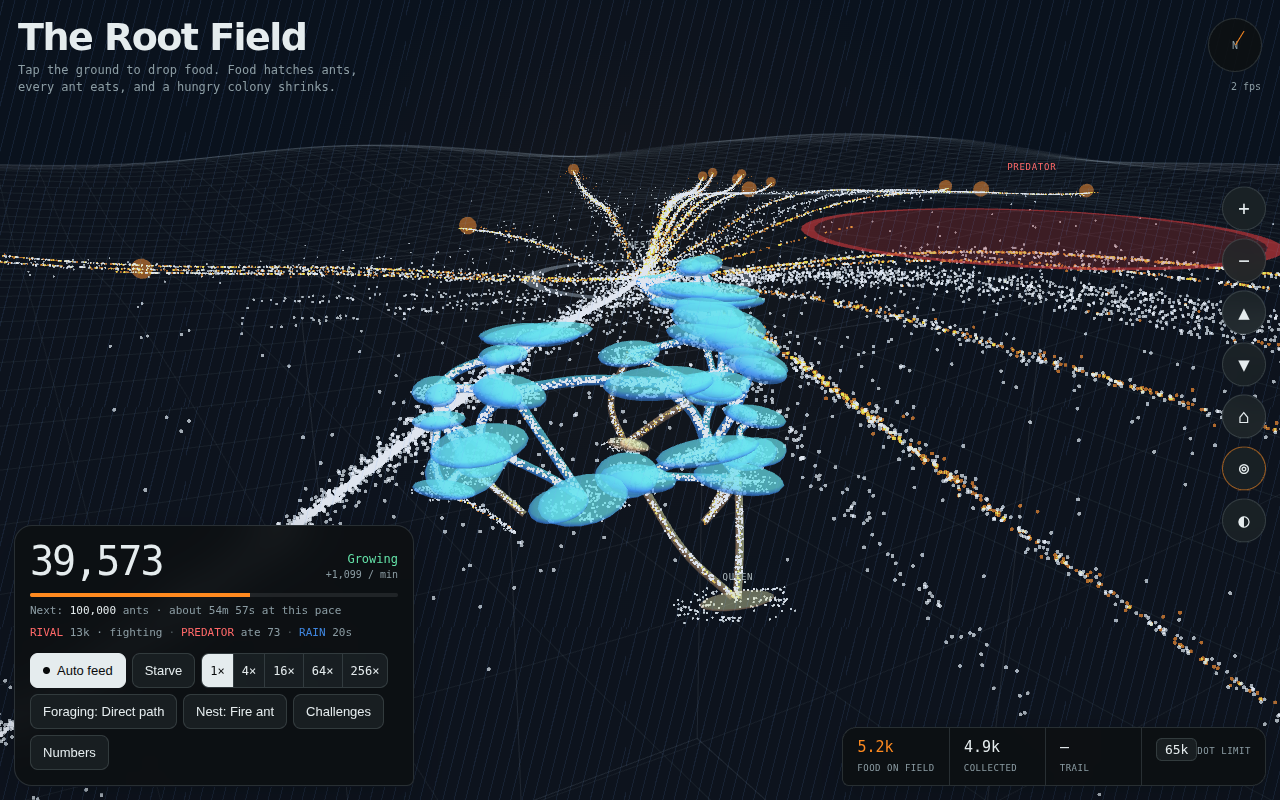 The Root Field
Tap the ground to drop food. Food hatches ants,
every ant eats, and a hungry colony shrinks.
N
2 fps
PREDATOR
+
−
▲
▼
⌂
◎
◐
QUEEN
39,573
Growing
+1,099 / min
Next: 100,000 ants · about 54m 57s at this pace
RIVAL 13k · fighting · PREDATOR ate 73 · RAIN 20s
Auto feed
Starve
1× 4× 16× 64× 256×
Foraging: Direct path
Nest: Fire ant
Challenges
Numbers
5.2k
FOOD ON FIELD
4.9k
COLLECTED
—
TRAIL
65k DOT LIMIT